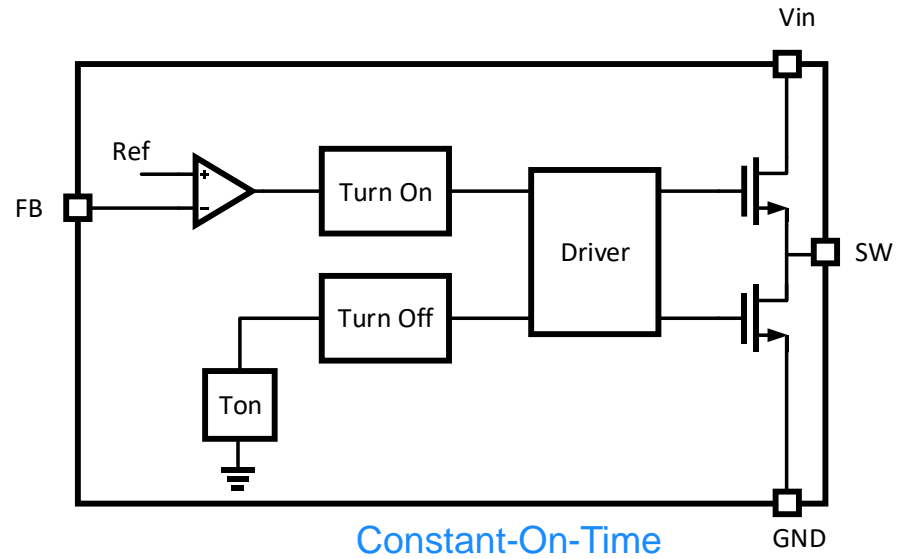 Vin
Ref
+
-
FB
Turn On
Driver
SW
Turn Off
Ton
Constant-On-Time
GND